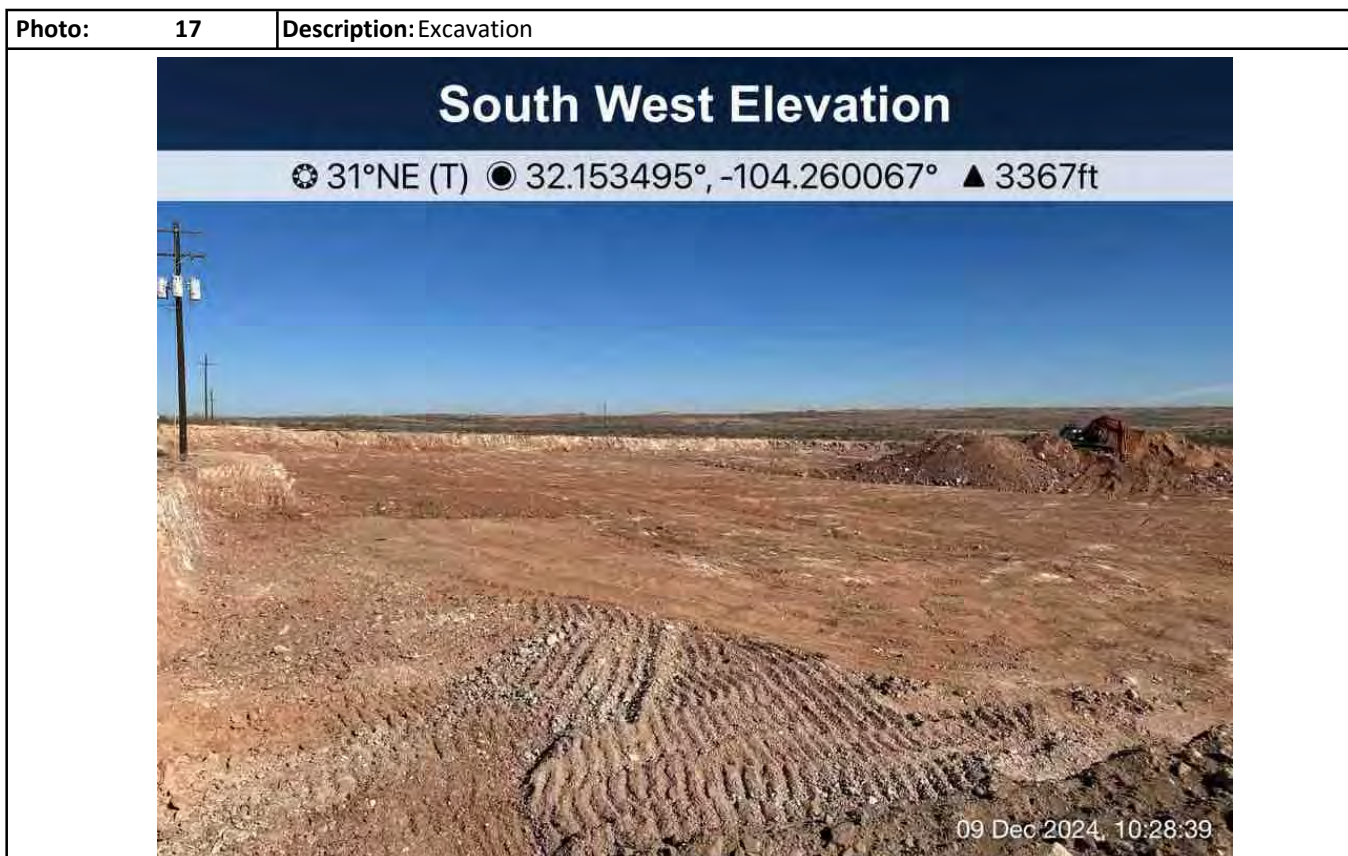 Photo: 17 Description: Excavation
South West Elevation
31°NE (T) 32.153495°, -104.260067° ▲ 3367ft
09 Dec 2024, 10:28:39